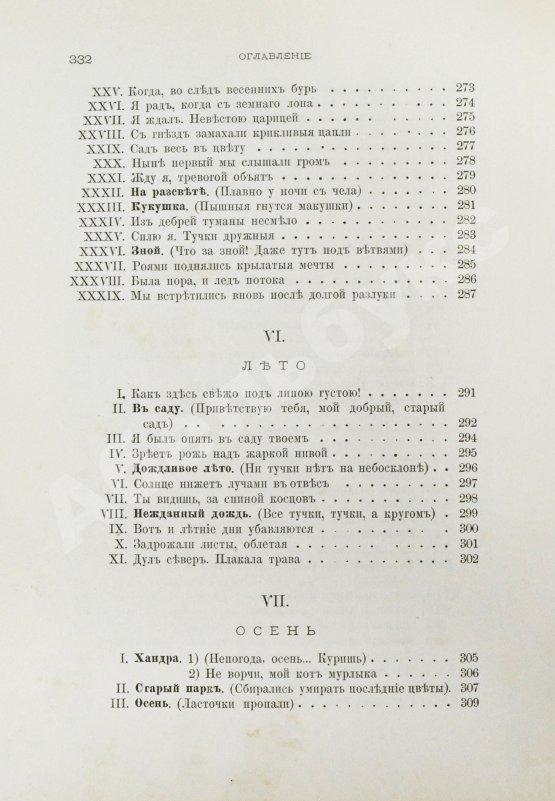 332 ОГЛАВЛЕНІЕ
XXV. Когда, во слѣдъ весеннихъ бурь . . . . . . . . . . 273
XXVI. Я радъ, когда съ земнаго лона . . . . . . . . . . 274
XXVII. Я ждалъ. Невѣстою царицей . . . . . . . . . . 275
XXVIII. Съ гнѣздъ замахали крикливыя цапли . . . . . . . . 276
XXIX. Садъ весь въ цвѣту . . . . . . . . . . . . 277
XXX. Нынѣ первый мы слышали громъ . . . . . . . . . 278
XXXI. Жду я, тревогой объятъ . . . . . . . . . . . 279
XXXII. На разсвѣтѣ. (Плавно у ночи съ чела) . . . . . . . 280
XXXIII. Кукушка. (Пышныя гнутся макушки) . . . . . . . . 281
XXXIV. Изъ дебрей туманы несмѣло . . . . . . . . . . 282
XXXV. Сплю я. Тучки дружныя . . . . . . . . . . . 283
XXXVI. Зной. (Что за зной! Даже тутъ подъ вѣтвями) . . . . 284
XXXVII. Роями поднялись крылатыя мечты . . . . . . . . . 285
XXXVIII. Была пора, и ледъ потока . . . . . . . . . . . 286
XXXIX. Мы встрѣтились вновь послѣ долгой разлуки . . . . . 287
VI.
ЛѢТО
I. Какъ здѣсь свѣжо подъ липою густою! . . . . . . . 291
II. Въ саду. (Привѣтствую тебя, мой добрый, старый
садъ) . . . . . . . . . . . . . . . . 292
III. Я былъ опять въ саду твоемъ . . . . . . . . . . 294
IV. Зрѣетъ рожь надъ жаркой нивой . . . . . . . . . 295
V. Дождливое лѣто. (Ни тучки нѣтъ на небосклонѣ) . . . 296
VI. Солнце нижетъ лучами въ отвѣсъ . . . . . . . . . 297
VII. Ты видишь, за спиной косцовъ . . . . . . . . . . 298
VIII. Нежданный дождь. (Все тучки, тучки, а кругомъ) . . . 299
IX. Вотъ и лѣтніе дни убавляются . . . . . . . . . . 300
X. Задрожали листы, облетая . . . . . . . . . . . 301
XI. Дулъ сѣверъ. Плакала трава . . . . . . . . . . 302
VII.
ОСЕНЬ
I. Хандра. 1) (Непогода, осень... Куришь) . . . . . . . 305
2) Не ворчи, мой котъ мурлыка . . . . . . . 306
II. Старый паркъ. (Сбирались умирать послѣдніе цвѣты). 307
III. Осень. (Ласточки пропали) . . . . . . . . . . . 309